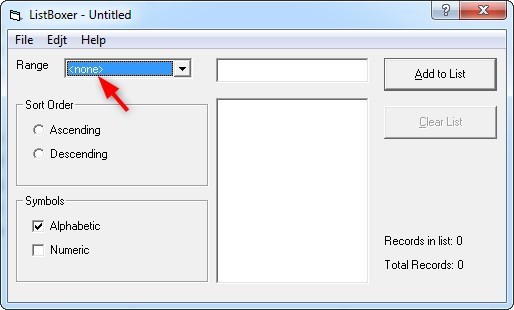 ListBoxer - Untitled
File Edjt Help
Range <none> Add to List
Sort Order Clear List
Ascending
Descending
Symbols
Alphabetic
Numeric
Records in list: 0
Total Records: 0